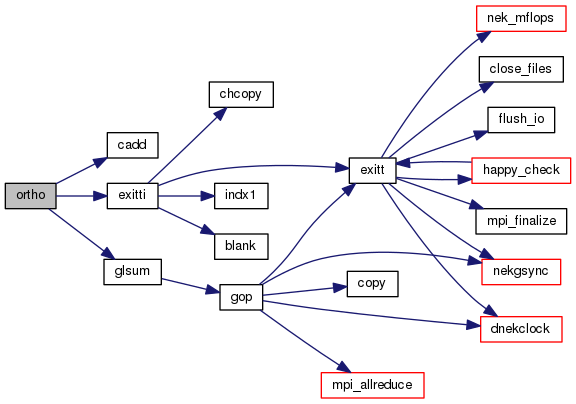 nek_mflops
close_files
chcopy
flush_io
cadd
exitt
happy_check
ortho
exitti
indx1
mpi_finalize
blank
glsum
nekgsync
copy
gop
dnekclock
mpi_allreduce